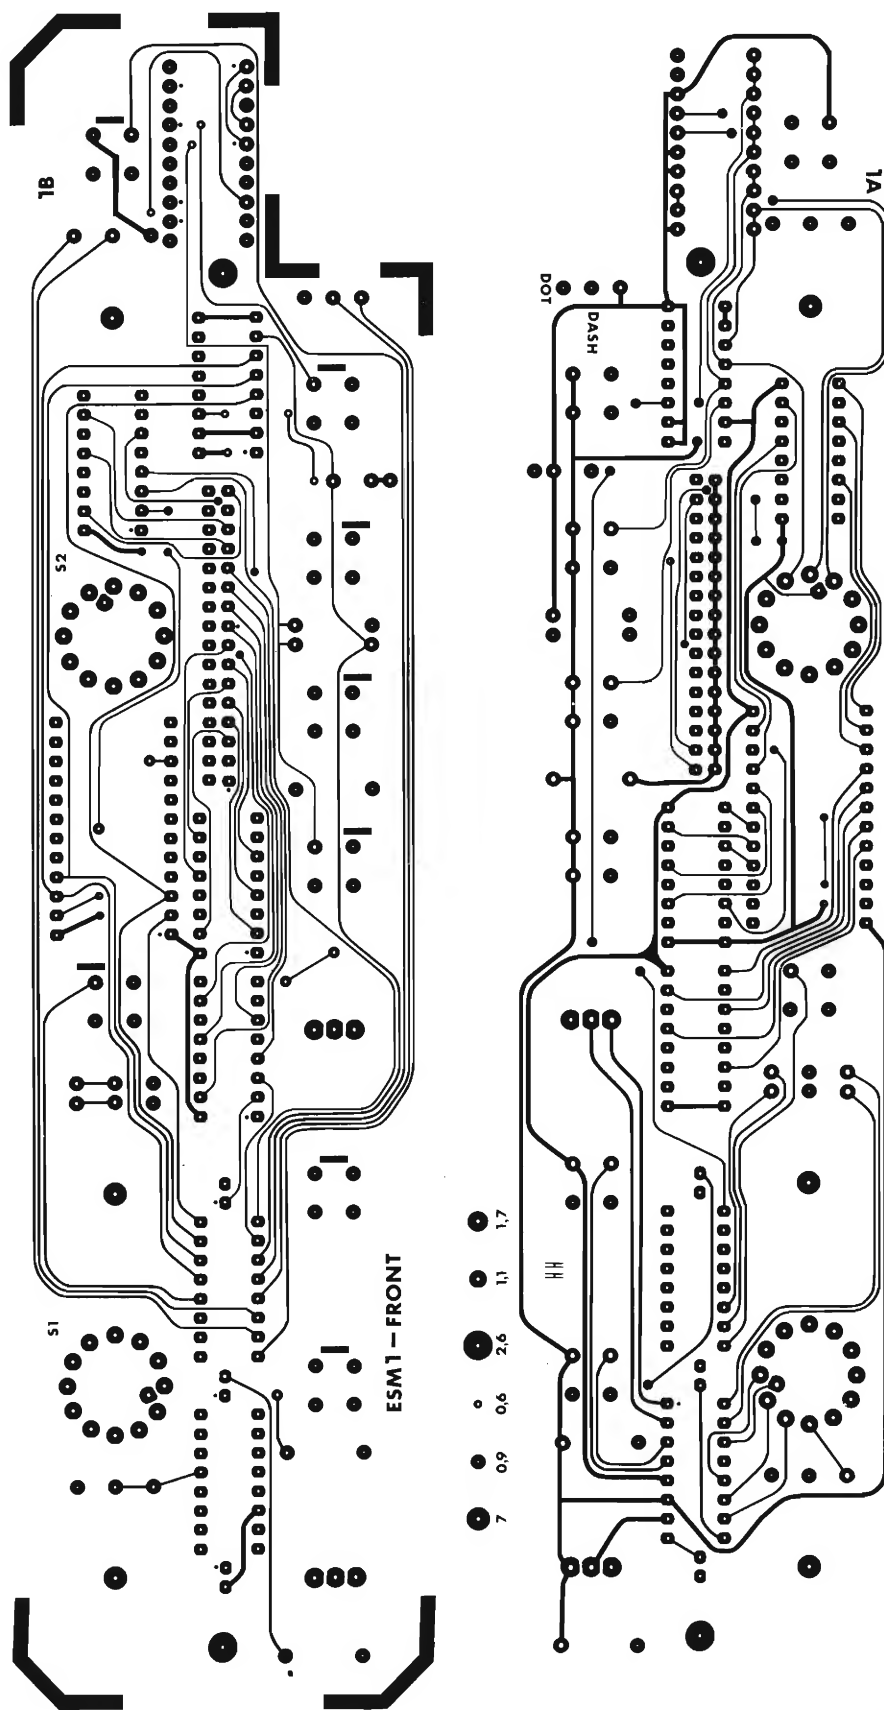 1B
1A
DOT
DASH
S2
S1
ESM1–FRONT
1,7
1,1
2,6
0,6
0,9
7
HH